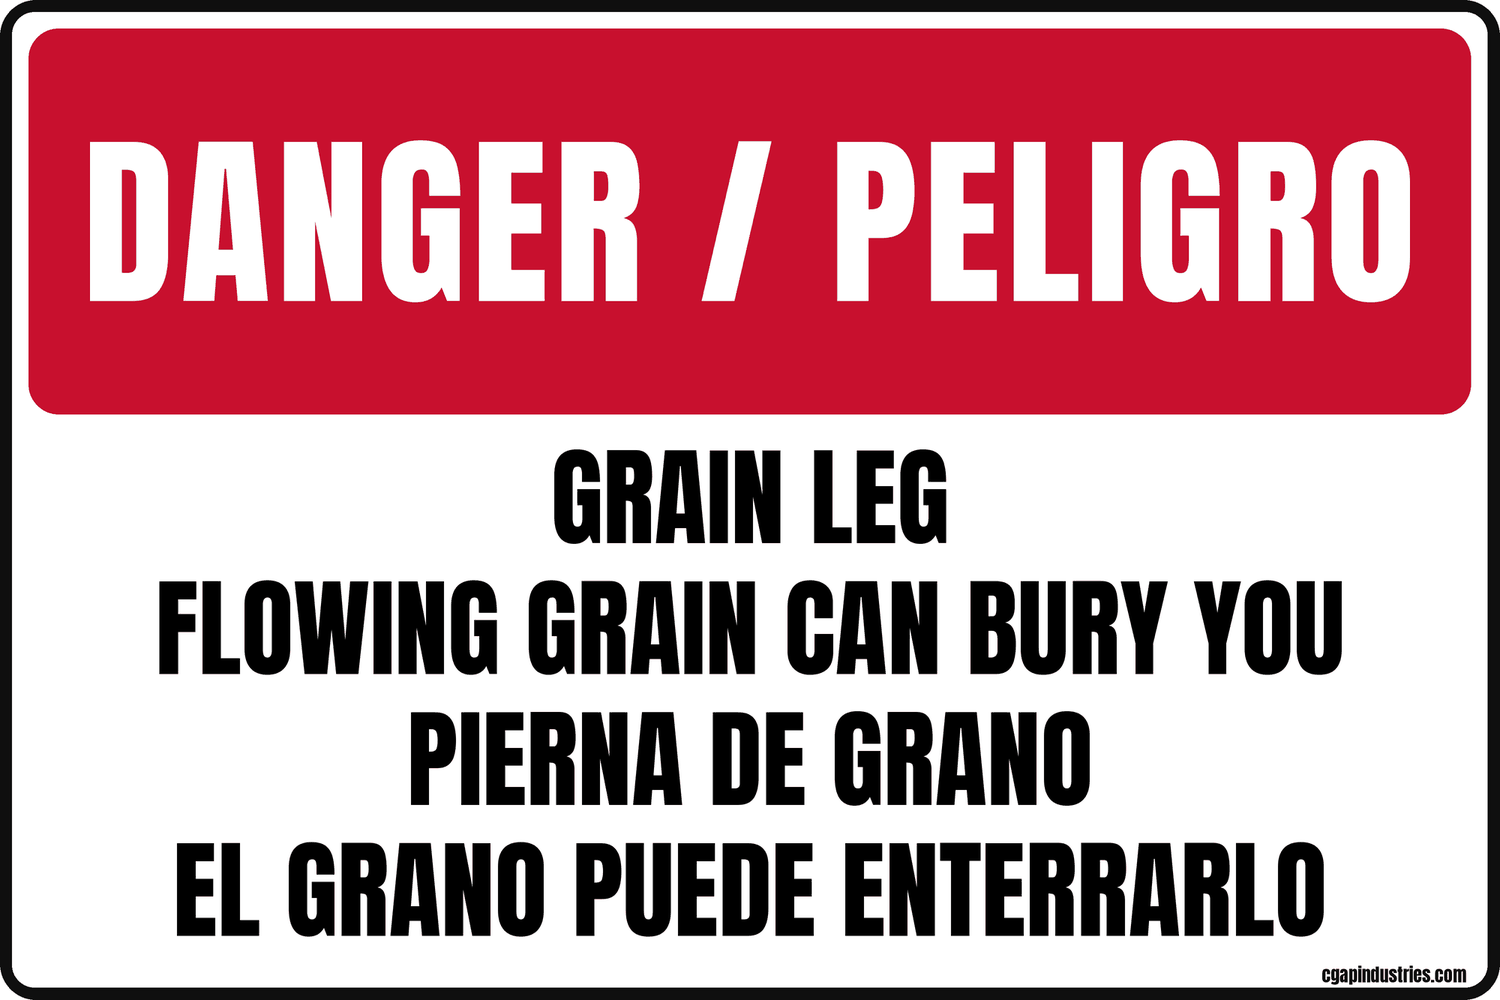 DANGER / PELIGRO
GRAIN LEG
FLOWING GRAIN CAN BURY YOU
PIERNA DE GRANO
EL GRANO PUEDE ENTERRARLO
cgapindustries.com